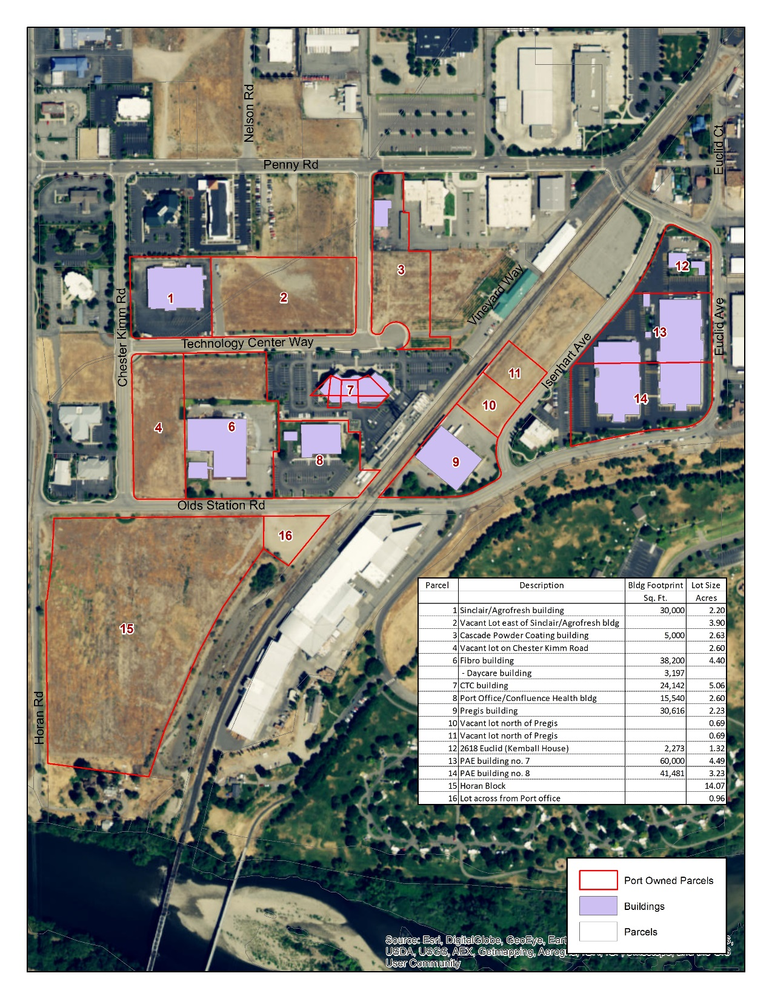 Nelson Rd
Euclid Ct
Penny Rd
3
12
Vineyard Way
1
2
Chester Kimm Rd
Euclid Ave
13
Technology Center Way
Isenhart Ave
11
7
14
10
4
6
8
9
Olds Station Rd
16
15
Horan Rd
Parcel Description Bldg Footprint Lot Size
Sq. Ft. Acres
1 Sinclair/Agrofresh building 30,000 2.20
2 Vacant Lot east of Sinclair/Agrofresh bldg 3.90
3 Cascade Powder Coating building 5,000 2.63
4 Vacant lot on Chester Kimm Road 2.60
6 Fibro building 38,200 4.40
- Daycare building 3,197
7 CTC building 24,142 5.06
8 Port Office/Confluence Health bldg 15,540 2.60
9 Pregis building 30,616 2.23
10 Vacant lot north of Pregis 0.69
11 Vacant lot north of Pregis 0.69
12 2618 Euclid (Kemball House) 2,273 1.32
13 PAE building no. 7 60,000 4.49
14 PAE building no. 8 41,481 3.23
15 Horan Block 14.07
16 Lot across from Port office 0.96
Port Owned Parcels
Buildings
Parcels
Source: Esri, DigitalGlobe, GeoEye,
USDA, USGS, AEX, Getmapping,
User Community